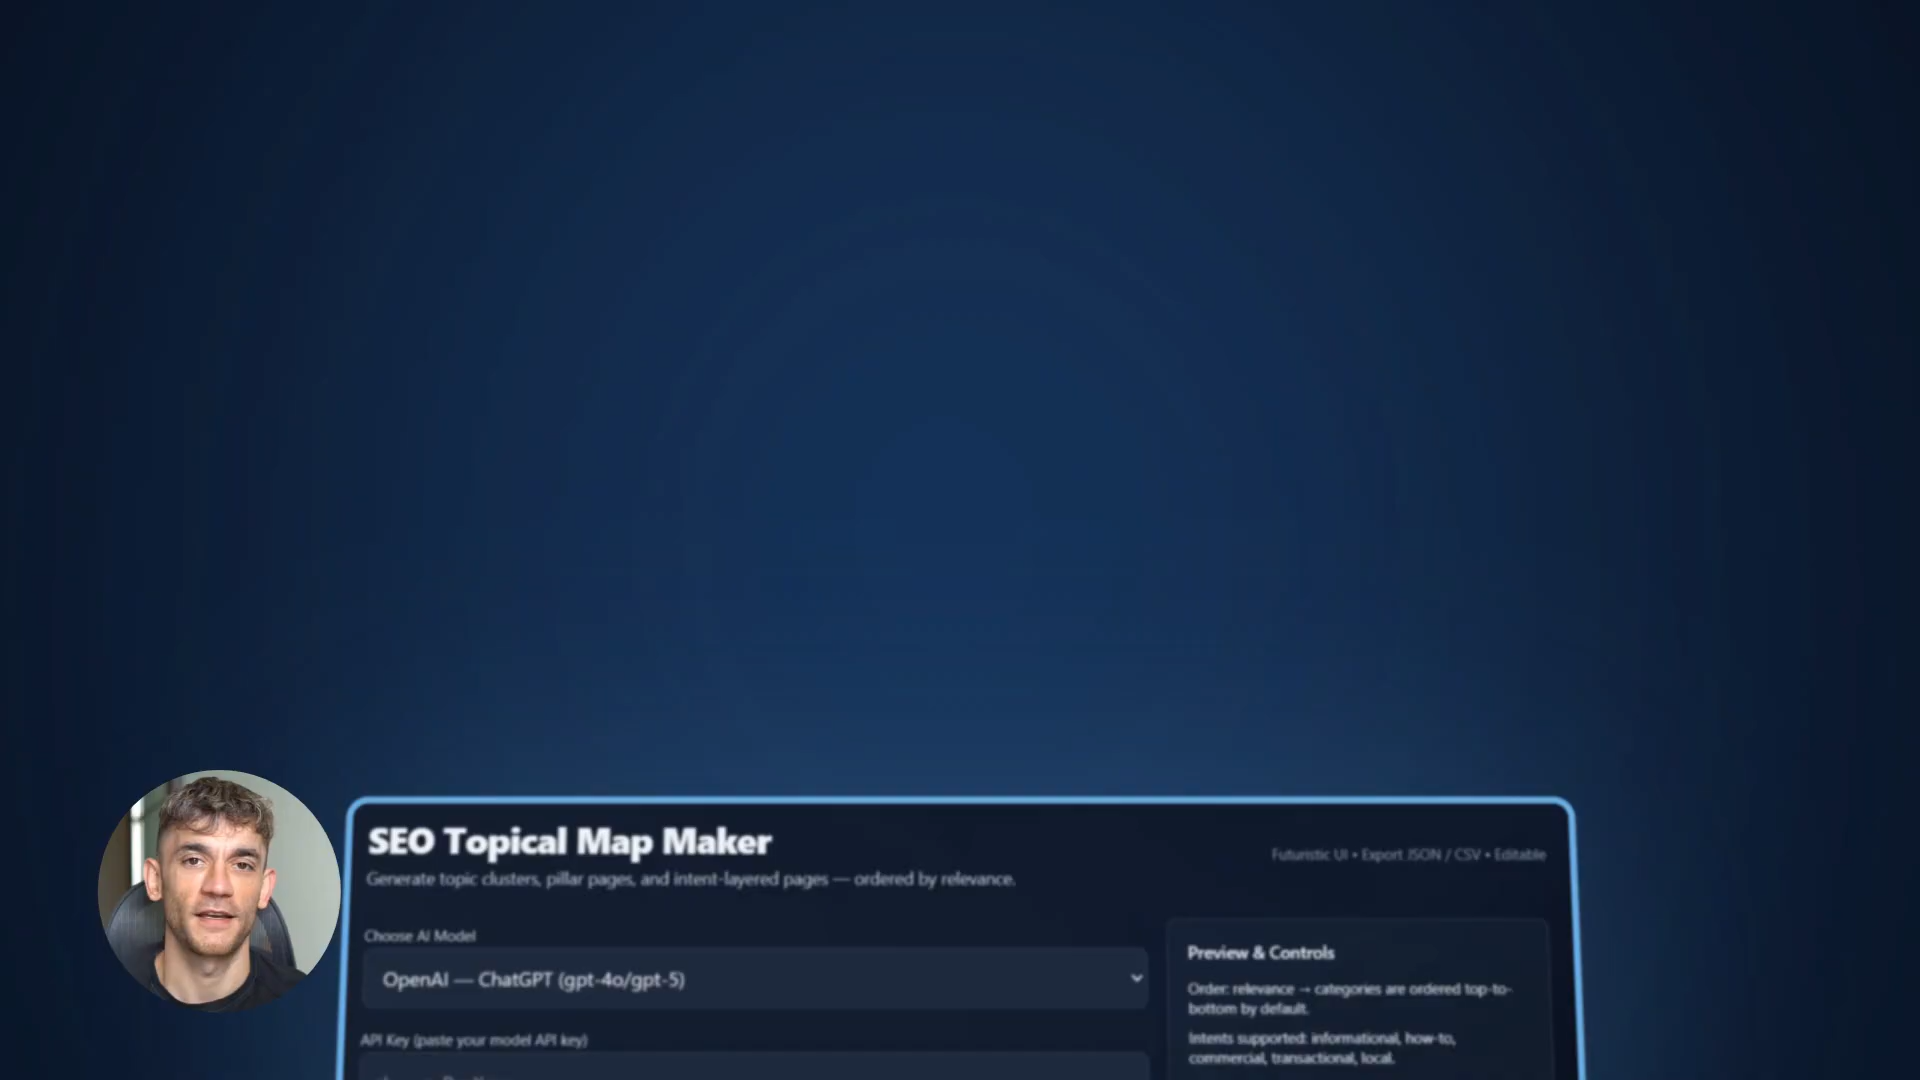 SEO Topical Map Maker
Futuristic UI • Export JSON / CSV • Editable
Generate topic clusters, pillar pages, and intent-layered pages — ordered by relevance.
Choose AI Model
OpenAI — ChatGPT (gpt-4o/gpt-5)
API Key (paste your model API key)
Preview & Controls
Order: relevance → categories are ordered top-to-
bottom by default.
Intents supported: informational, how-to,
commercial, transactional, local.